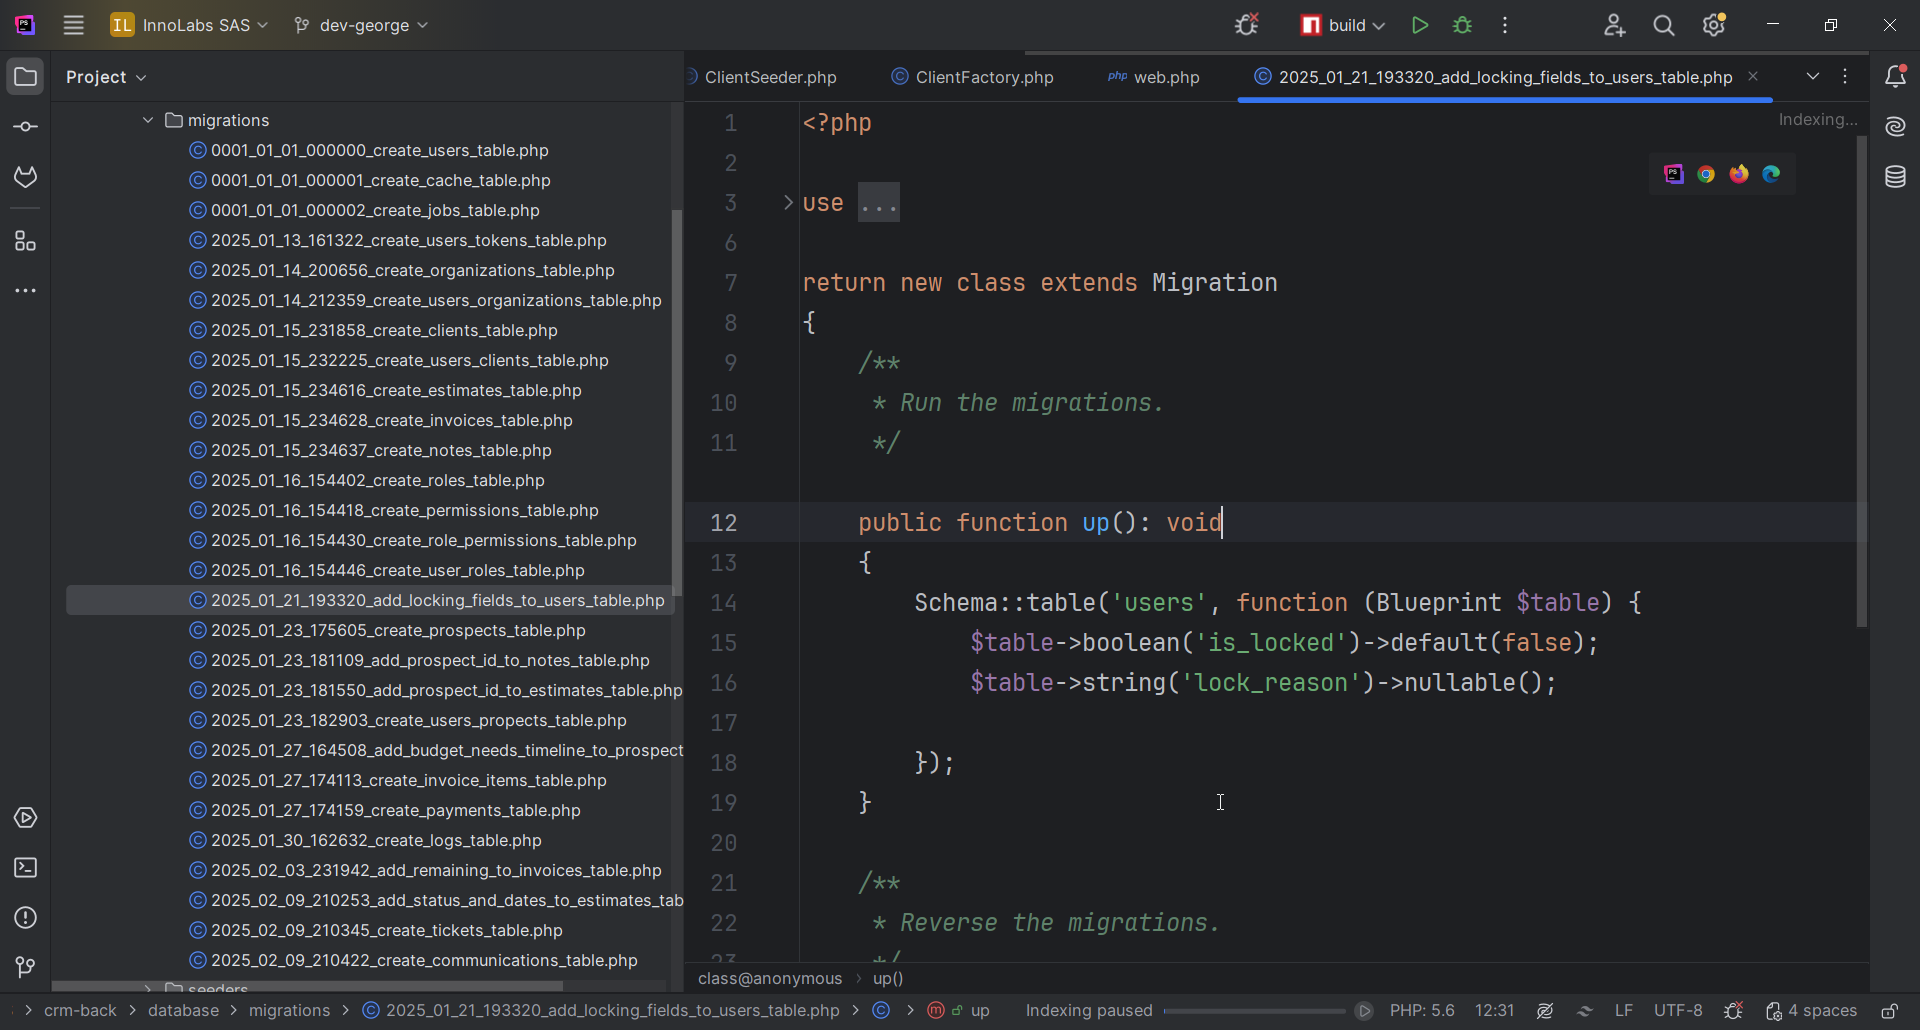 PS IL InnoLabs SAS dev-george build
Project
ClientSeeder.php ClientFactory.php php web.php 2025_01_21_193320_add_locking_fields_to_users_table.php
migrations
0001_01_01_000000_create_users_table.php
0001_01_01_000001_create_cache_table.php
0001_01_01_000002_create_jobs_table.php
2025_01_13_161322_create_users_tokens_table.php
2025_01_14_200656_create_organizations_table.php
2025_01_14_212359_create_users_organizations_table.php
2025_01_15_231858_create_clients_table.php
2025_01_15_232225_create_users_clients_table.php
2025_01_15_234616_create_estimates_table.php
2025_01_15_234628_create_invoices_table.php
2025_01_15_234637_create_notes_table.php
2025_01_16_154402_create_roles_table.php
2025_01_16_154418_create_permissions_table.php
2025_01_16_154430_create_role_permissions_table.php
2025_01_16_154446_create_user_roles_table.php
2025_01_21_193320_add_locking_fields_to_users_table.php
2025_01_23_175605_create_prospects_table.php
2025_01_23_181109_add_prospect_id_to_notes_table.php
2025_01_23_181550_add_prospect_id_to_estimates_table.php
2025_01_23_182903_create_users_propects_table.php
2025_01_27_164508_add_budget_needs_timeline_to_prospect
2025_01_27_174113_create_invoice_items_table.php
2025_01_27_174159_create_payments_table.php
2025_01_30_162632_create_logs_table.php
2025_02_03_231942_add_remaining_to_invoices_table.php
2025_02_09_210253_add_status_and_dates_to_estimates_tab
2025_02_09_210345_create_tickets_table.php
2025_02_09_210422_create_communications_table.php
seeders
Indexing...
PS
1 <?php
2
3 use ...
6
7 return new class extends Migration
8 {
9 /**
10 * Run the migrations.
11 */
12 public function up(): void
13 {
14 Schema::table('users', function (Blueprint $table) {
15 $table->boolean('is_locked')->default(false);
16 $table->string('lock_reason')->nullable();
17
18 });
19 }
20
21 /**
22 * Reverse the migrations.
23 */
class@anonymous > up()
> crm-back > database > migrations > 2025_01_21_193320_add_locking_fields_to_users_table.php > > m up Indexing paused PHP: 5.6 12:31 LF UTF-8 4 spaces